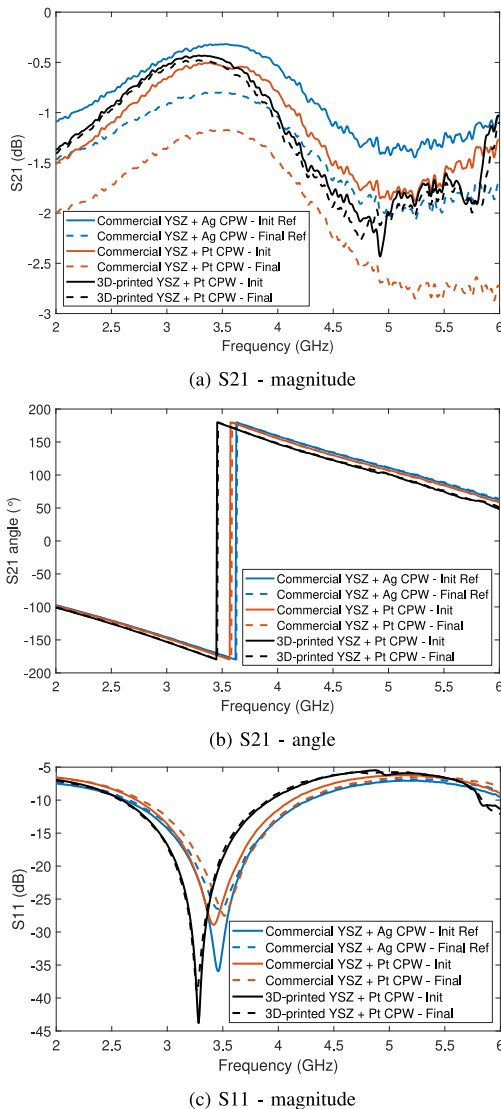 0
-0.5
-1
-1.5
-2
-2.5
-3
S21 (dB)
Commercial YSZ + Ag CPW - Init Ref
Commercial YSZ + Ag CPW - Final Ref
Commercial YSZ + Pt CPW - Init
Commercial YSZ + Pt CPW - Final
3D-printed YSZ + Pt CPW - Init
3D-printed YSZ + Pt CPW - Final
2 2.5 3 3.5 4 4.5 5 5.5 6
Frequency (GHz)
(a) S21 - magnitude
200
150
100
50
0
-50
-100
-150
-200
S21 angle (°)
Commercial YSZ + Ag CPW - Init Ref
Commercial YSZ + Ag CPW - Final Ref
Commercial YSZ + Pt CPW - Init
Commercial YSZ + Pt CPW - Final
3D-printed YSZ + Pt CPW - Init
3D-printed YSZ + Pt CPW - Final
2 2.5 3 3.5 4 4.5 5 5.5 6
Frequency (GHz)
(b) S21 - angle
-5
-10
-15
-20
-25
-30
-35
-40
-45
S11 (dB)
Commercial YSZ + Ag CPW - Init Ref
Commercial YSZ + Ag CPW - Final Ref
Commercial YSZ + Pt CPW - Init
Commercial YSZ + Pt CPW - Final
3D-printed YSZ + Pt CPW - Init
3D-printed YSZ + Pt CPW - Final
2 2.5 3 3.5 4 4.5 5 5.5 6
Frequency (GHz)
(c) S11 - magnitude